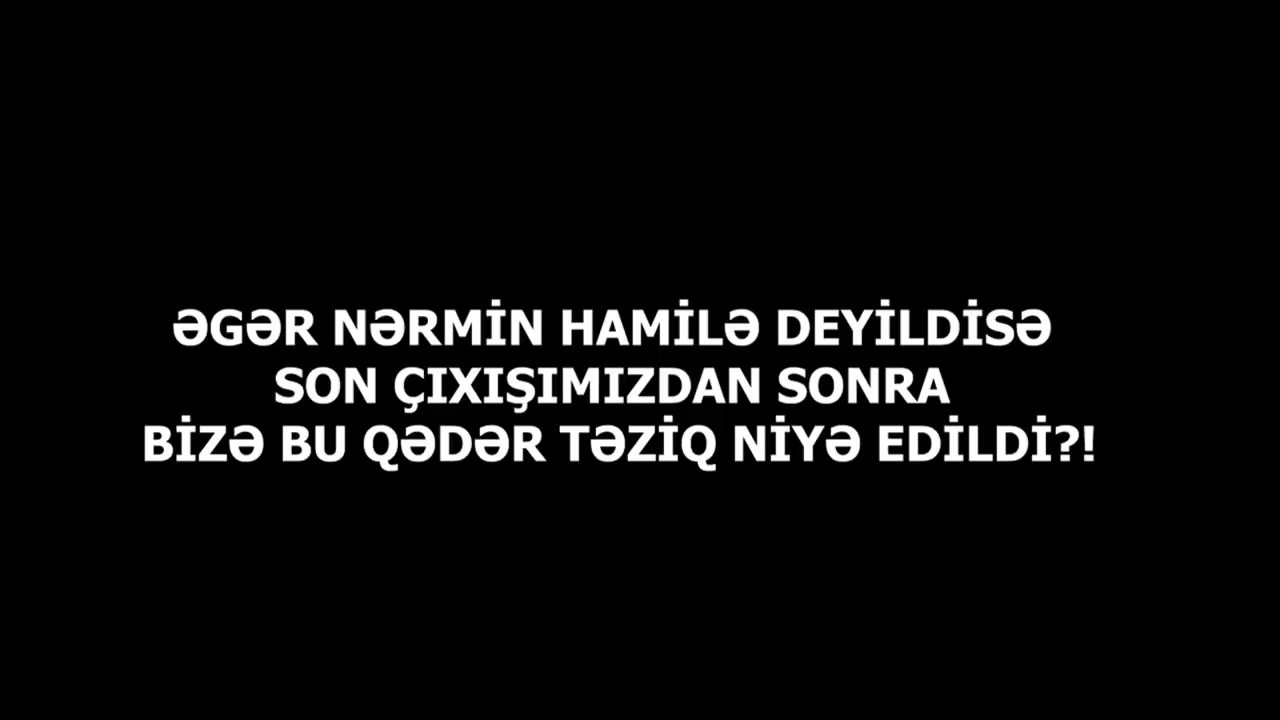 ƏGƏR NƏRMİN HAMİLƏ DEYİLDİSƏ
SON ÇIXIŞIMIZDAN SONRA
BİZƏ BU QƏDƏR TƏZİQ NİYƏ EDİLDİ?!